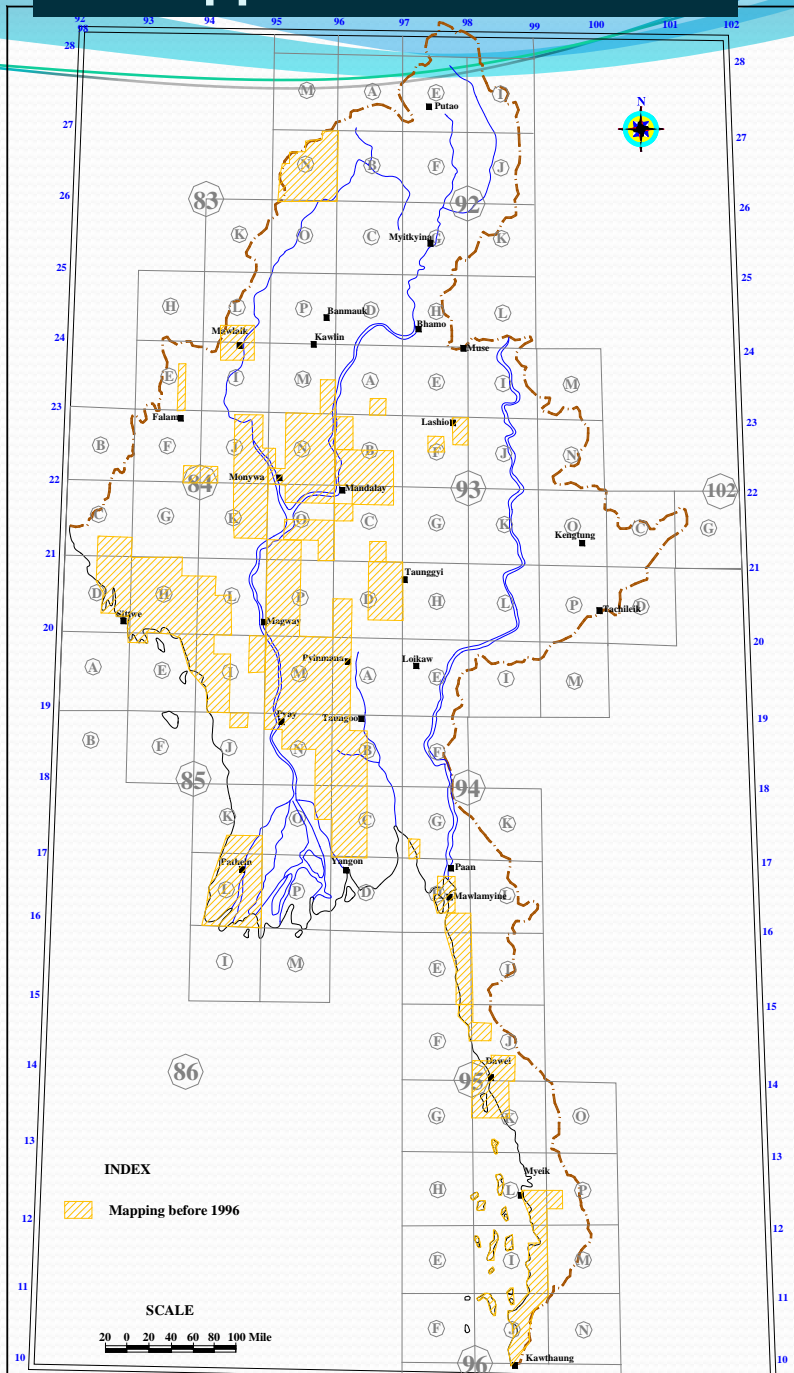 92 93 94 95 96 97 98 99 100 101 102
28 28
M A E I
Putao
N
27 27
N B F J
26 83 92 26
K O C G K
Myitkyina
25 25
H L P D H L
Banmauk
Mawlaik Kawlin Bhamo
24 Muse 24
E I M A E I M
23 Falam Lashio 23
B F J N B F J N
Monywa
22 84 Mandalay 93 102 22
C G K O C G K O C G
Kengtung
21 Taunggyi 21
D H L P D H L P D
Sittwe Magway Tachileik
20 20
Pyinmana Loikaw
A E I M A E I M
19 Pyay Taungoo 19
B F J N B F
18 85 94 18
K O C G K
17 Pathein Yangon Paan 17
L P D H L
Mawlamyine
16 16
I M E J
15 15
F J
14 86 Dawei 95 14
G K O
13 13
INDEX Myeik
H L P
Mapping before 1996
12 12
E I M
11 11
SCALE F J N
20 0 20 40 60 80 100 Mile
10 96 Kawthaung 10